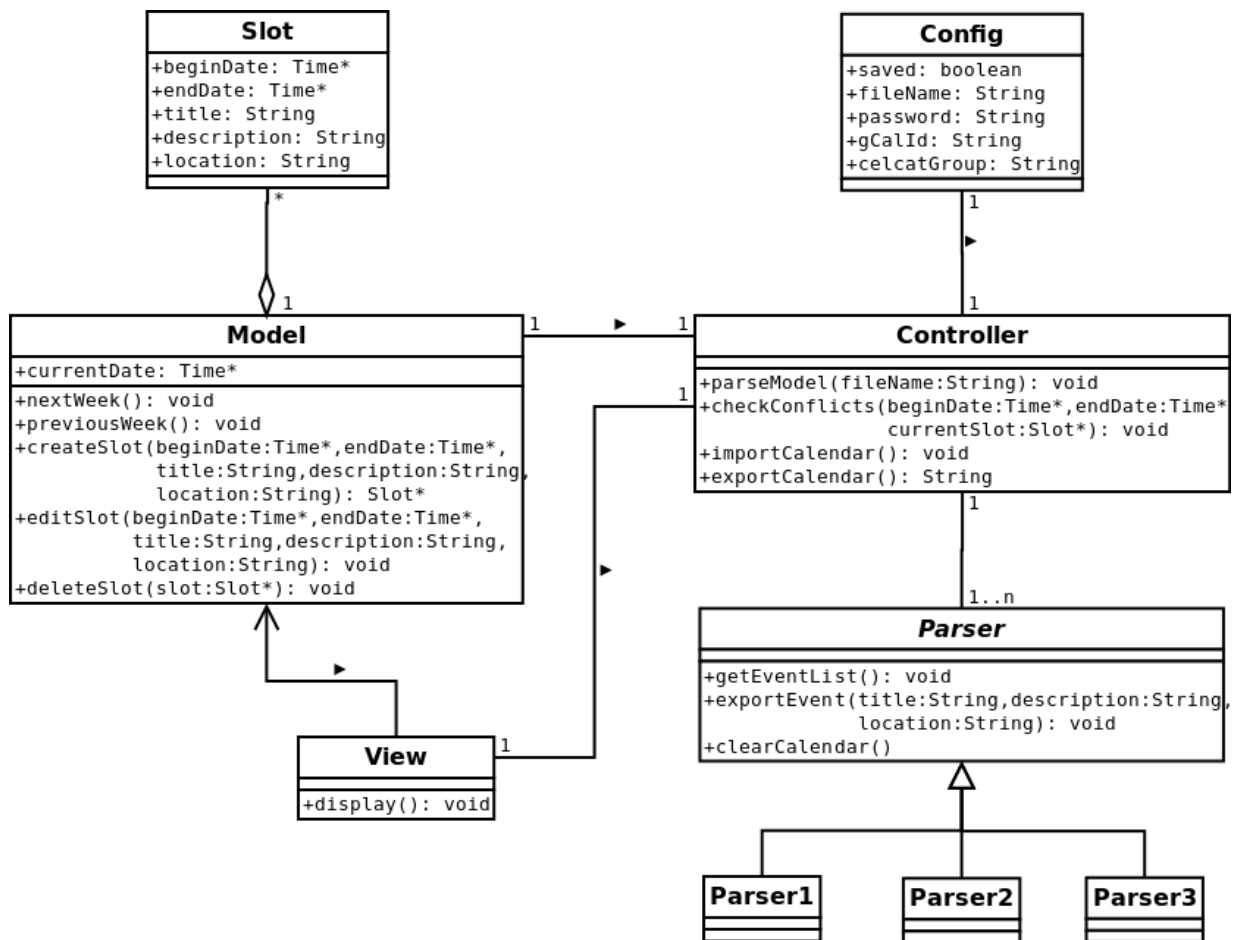 Slot
+beginDate: Time*
+endDate: Time*
+title: String
+description: String
+location: String
*
1
Config
+saved: boolean
+fileName: String
+password: String
+gCalId: String
+celcatGroup: String
1
1
Model
+currentDate: Time*
+nextWeek(): void
+previousWeek(): void
+createSlot(beginDate:Time*,endDate:Time*,
title:String,description:String,
location:String): Slot*
+editSlot(beginDate:Time*,endDate:Time*,
title:String,description:String,
location:String): void
+deleteSlot(slot:Slot*): void
1
1
1
Controller
+parseModel(fileName:String): void
+checkConflicts(beginDate:Time*,endDate:Time*
currentSlot:Slot*): void
+importCalendar(): void
+exportCalendar(): String
1
1..n
Parser
+getEventList(): void
+exportEvent(title:String,description:String,
location:String): void
+clearCalendar()
View
+display(): void
1
Parser1
Parser2
Parser3